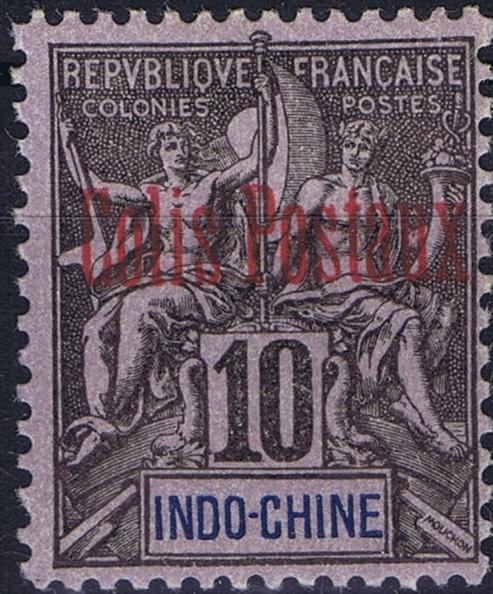 REPVBLIQVE FRANÇAISE
COLONIES POSTES
Colis Postaux
10
INDO-CHINE
MOUCHON